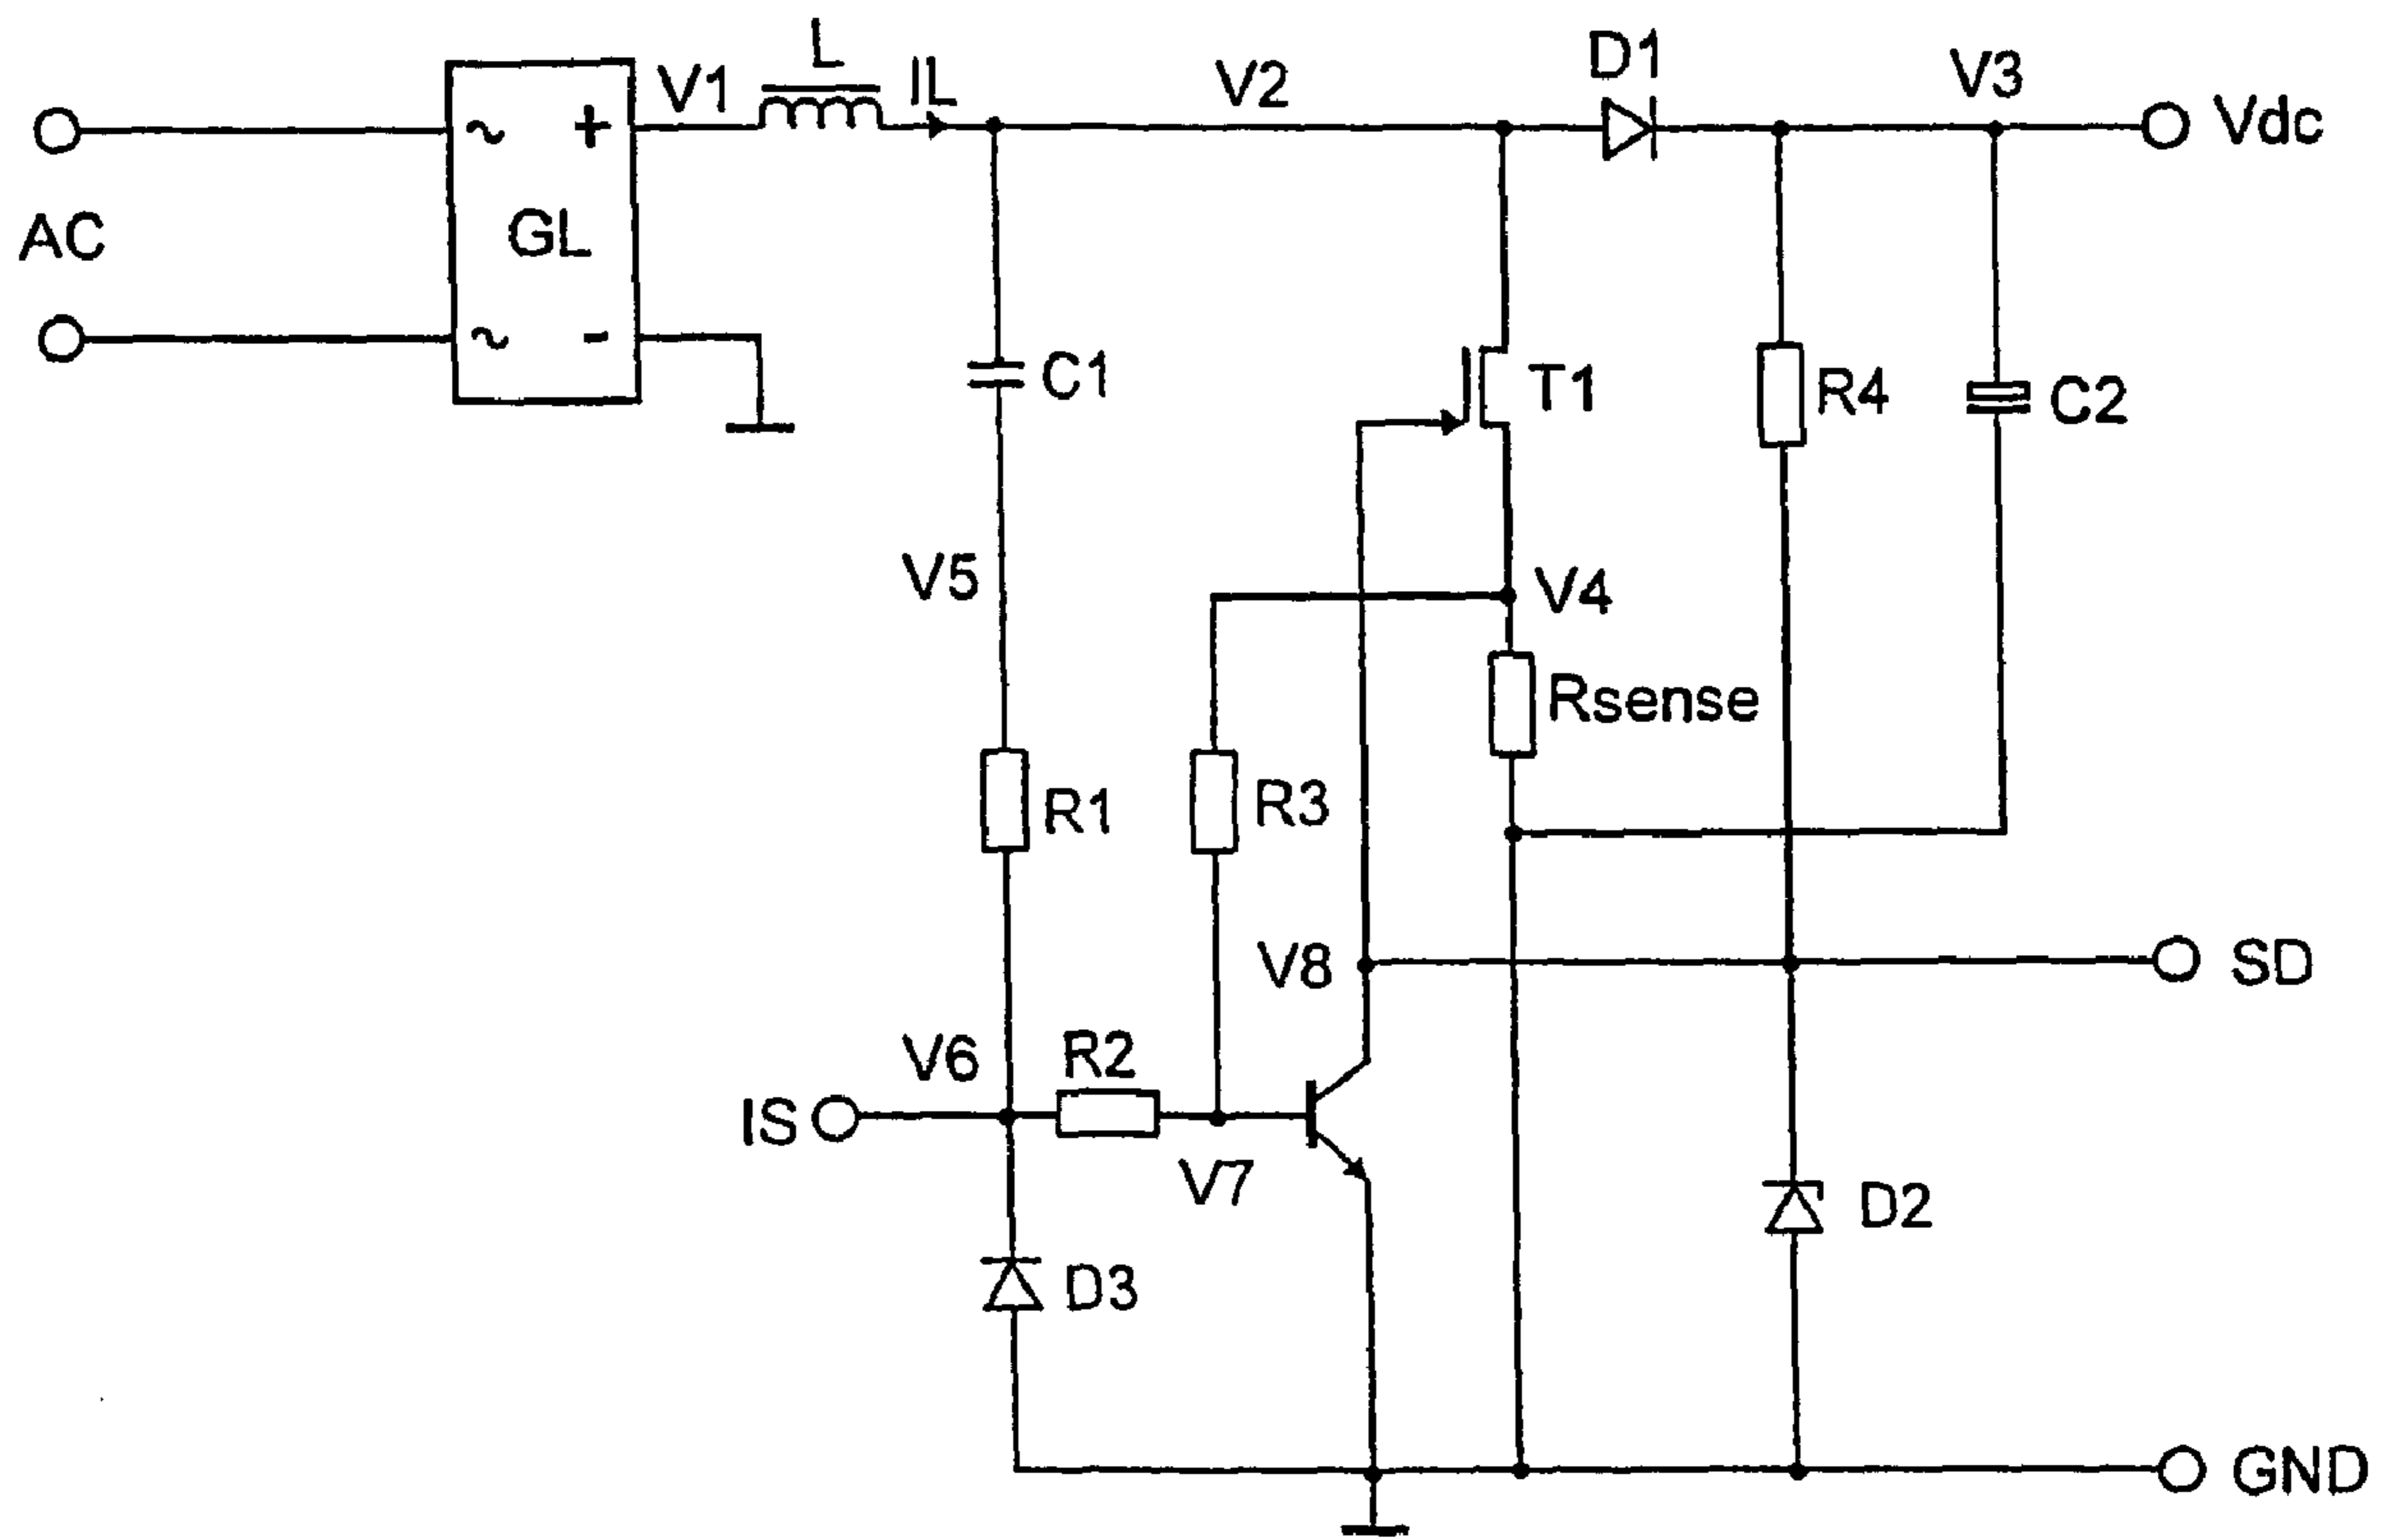 L
D1
V1
IL
V2
V3
Vdc
~
+
AC
GL
~
-
C1
T1
R4
C2
V5
V4
Rsense
R1
R3
V8
SD
V6
R2
IS
V7
D2
D3
GND